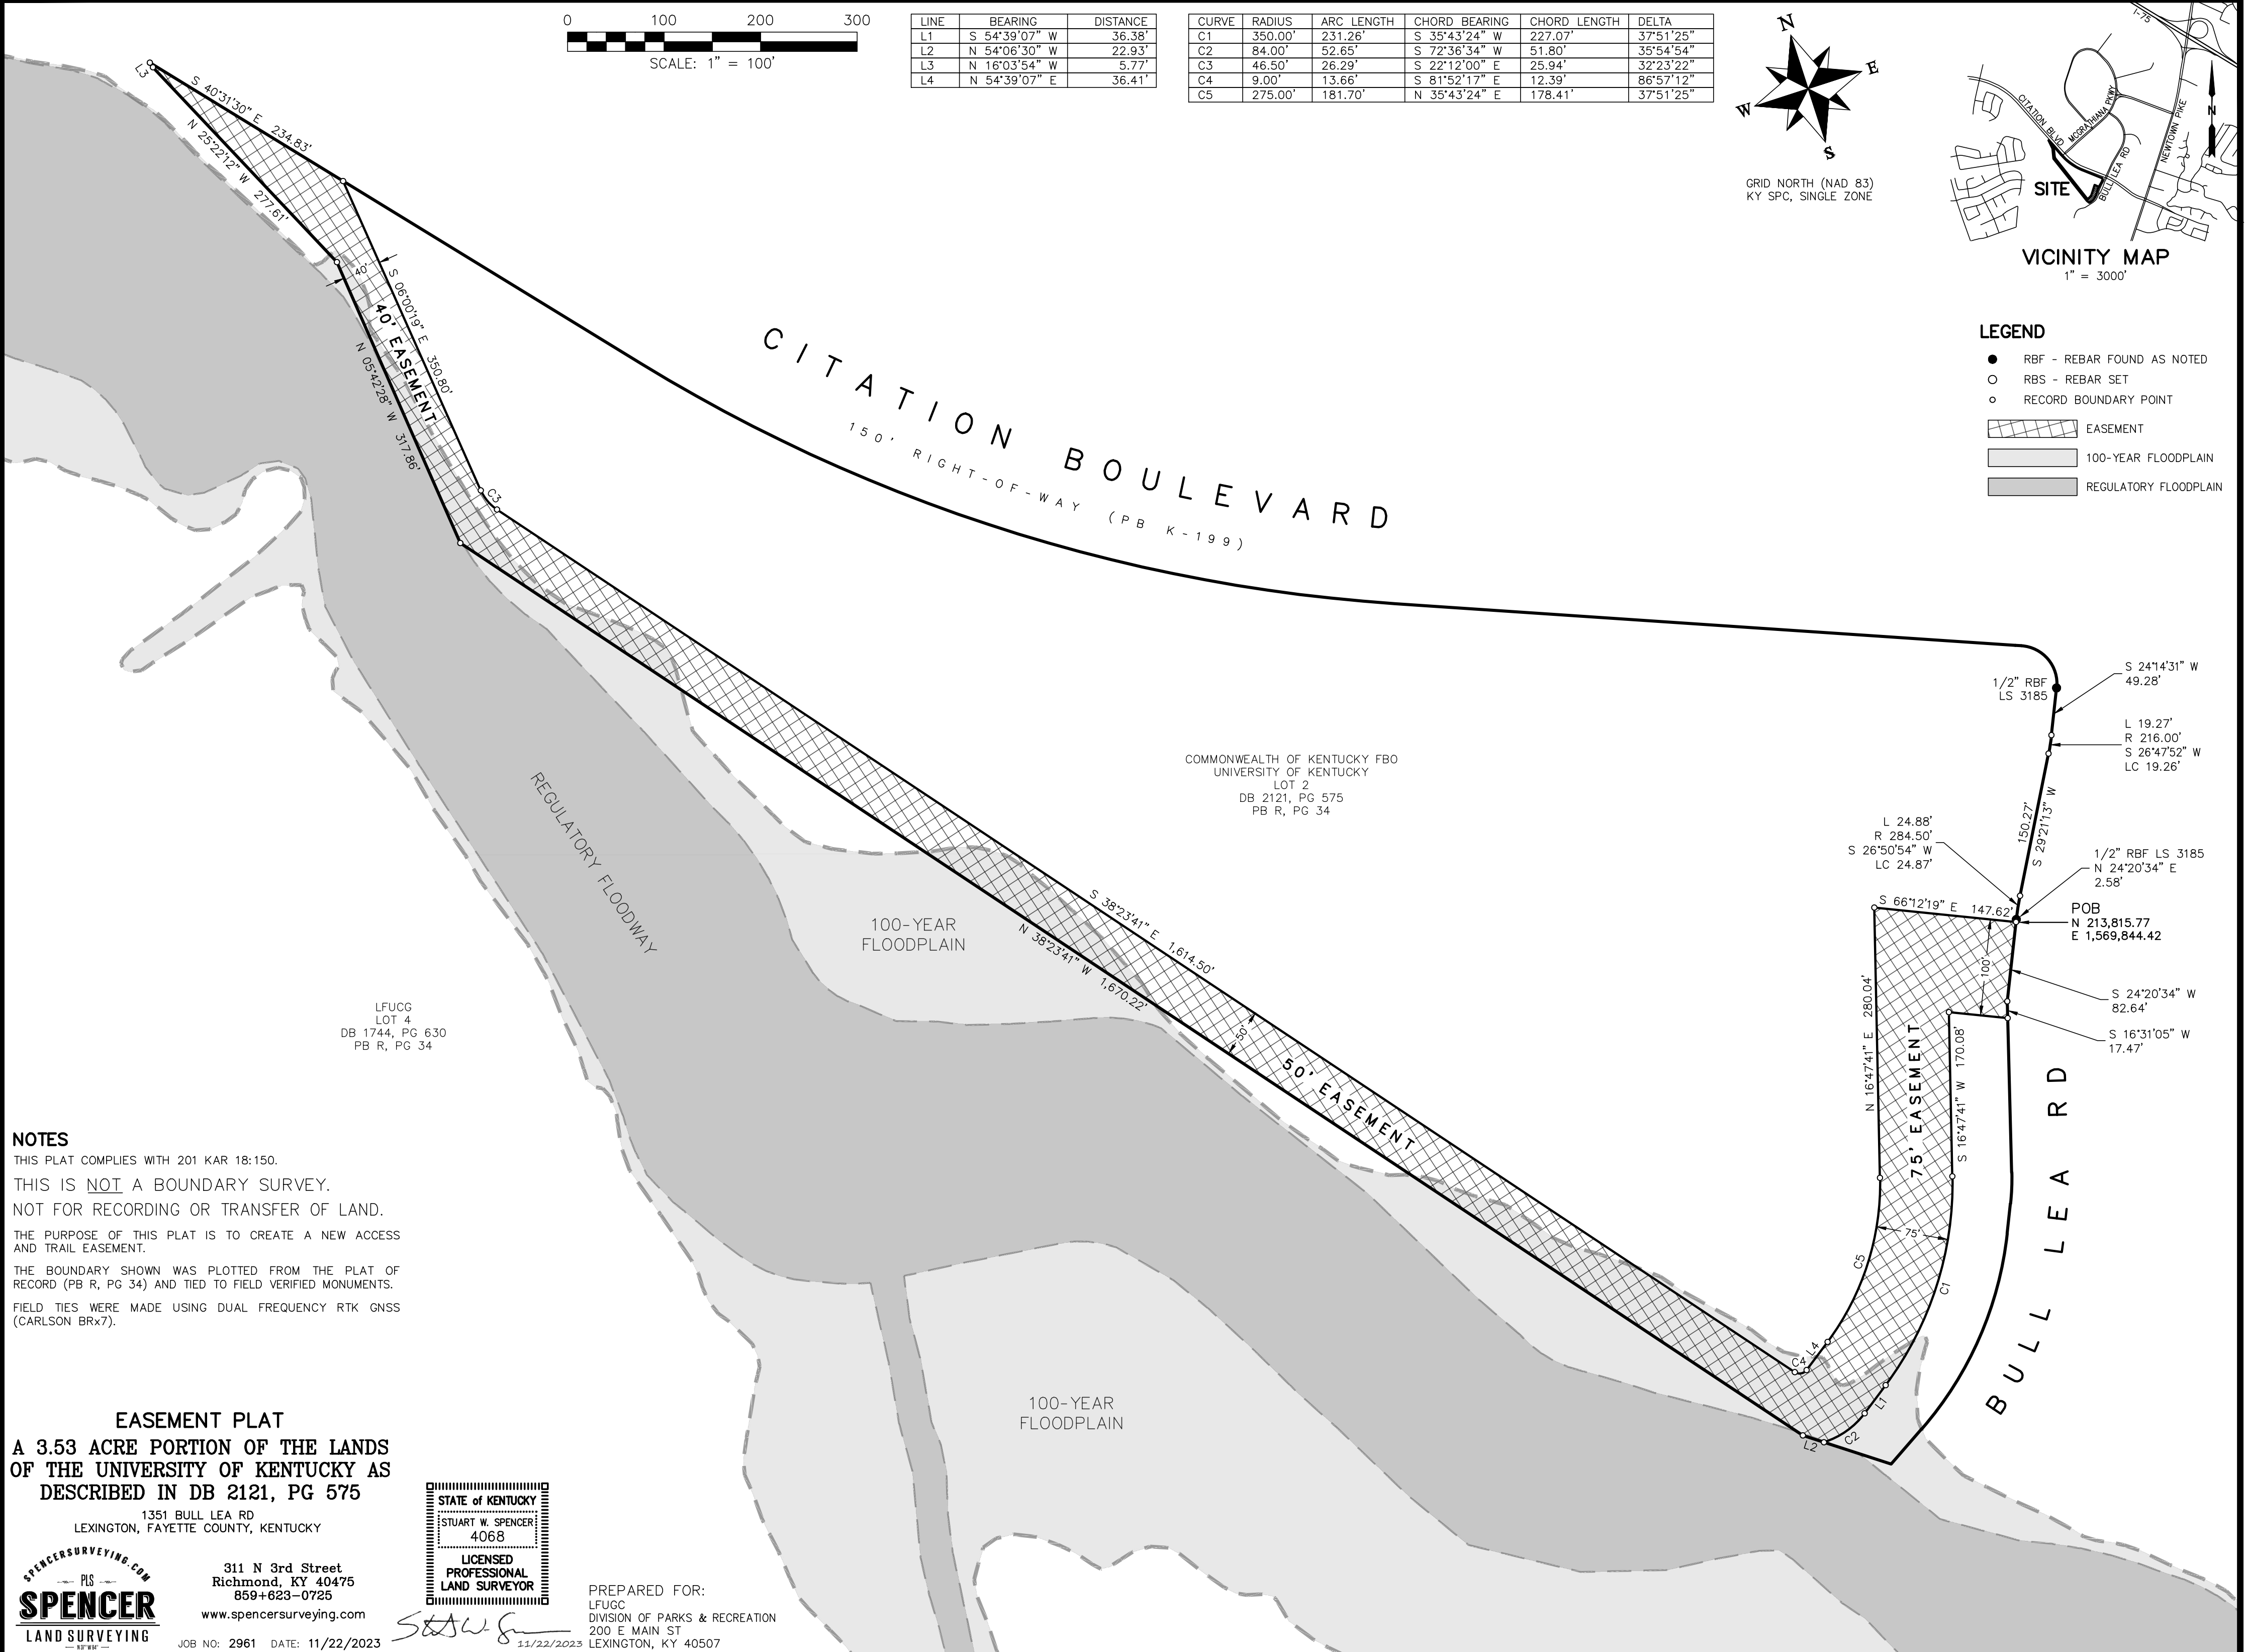 0 100 200 300
SCALE: 1" = 100'
LINE BEARING DISTANCE
L1 S 54°39'07" W 36.38'
L2 N 54°06'30" W 22.93'
L3 N 16°03'54" W 5.77'
L4 N 54°39'07" E 36.41'
CURVE RADIUS ARC LENGTH CHORD BEARING CHORD LENGTH DELTA
C1 350.00' 231.26' S 35°43'24" W 227.07' 37°51'25"
C2 84.00' 52.65' S 72°36'34" W 51.80' 35°54'54"
C3 46.50' 26.29' S 22°12'00" E 25.94' 32°23'22"
C4 9.00' 13.66' S 81°52'17" E 12.39' 86°57'12"
C5 275.00' 181.70' N 35°43'24" E 178.41' 37°51'25"
N
E
W
S
GRID NORTH (NAD 83)
KY SPC, SINGLE ZONE
I-75
CITATION BLVD
MCGRATHIANA PKWY
NEWTOWN PIKE
BULL LEA RD
N
SITE
VICINITY MAP
1" = 3000'
LEGEND
RBF - REBAR FOUND AS NOTED
RBS - REBAR SET
RECORD BOUNDARY POINT
EASEMENT
100-YEAR FLOODPLAIN
REGULATORY FLOODPLAIN
L3
S 40°31'30" E 234.83'
N 25°22'12" W 277.61'
40'
S 06°00'19" E 350.80'
40' EASEMENT
N 05°42'28" W 317.86'
C3
CITATION BOULEVARD
150' RIGHT-OF-WAY (PB K-199)
1/2" RBF
LS 3185
S 24°14'31" W
49.28'
L 19.27'
R 216.00'
S 26°47'52" W
LC 19.26'
150.27'
S 29°21'13" W
COMMONWEALTH OF KENTUCKY FBO
UNIVERSITY OF KENTUCKY
LOT 2
DB 2121, PG 575
PB R, PG 34
L 24.88'
R 284.50'
S 26°50'54" W
LC 24.87'
1/2" RBF LS 3185
N 24°20'34" E
2.58'
S 66°12'19" E 147.62'
POB
N 213,815.77
E 1,569,844.42
100'
S 24°20'34" W
82.64'
S 16°31'05" W
17.47'
N 16°47'41" E 280.04'
75' EASEMENT
S 16°47'41" W 170.08'
75'
C5
C1
BULL LEA RD
REGULATORY FLOODWAY
100-YEAR
FLOODPLAIN
S 38°23'41" E 1,614.50'
N 38°23'41" W 1,670.22'
50'
50' EASEMENT
LFUCG
LOT 4
DB 1744, PG 630
PB R, PG 34
C4
L4
L1
C2
L2
100-YEAR
FLOODPLAIN
NOTES
THIS PLAT COMPLIES WITH 201 KAR 18:150.
THIS IS NOT A BOUNDARY SURVEY.
NOT FOR RECORDING OR TRANSFER OF LAND.
THE PURPOSE OF THIS PLAT IS TO CREATE A NEW ACCESS
AND TRAIL EASEMENT.
THE BOUNDARY SHOWN WAS PLOTTED FROM THE PLAT OF
RECORD (PB R, PG 34) AND TIED TO FIELD VERIFIED MONUMENTS.
FIELD TIES WERE MADE USING DUAL FREQUENCY RTK GNSS
(CARLSON BRx7).
EASEMENT PLAT
A 3.53 ACRE PORTION OF THE LANDS
OF THE UNIVERSITY OF KENTUCKY AS
DESCRIBED IN DB 2121, PG 575
1351 BULL LEA RD
LEXINGTON, FAYETTE COUNTY, KENTUCKY
SPENCERSURVEYING.COM
PLS
SPENCER
LAND SURVEYING
311 N 3rd Street
Richmond, KY 40475
859+623-0725
www.spencersurveying.com
JOB NO: 2961 DATE: 11/22/2023
STATE of KENTUCKY
STUART W. SPENCER
4068
LICENSED
PROFESSIONAL
LAND SURVEYOR
11/22/2023
PREPARED FOR:
LFUGC
DIVISION OF PARKS & RECREATION
200 E MAIN ST
LEXINGTON, KY 40507